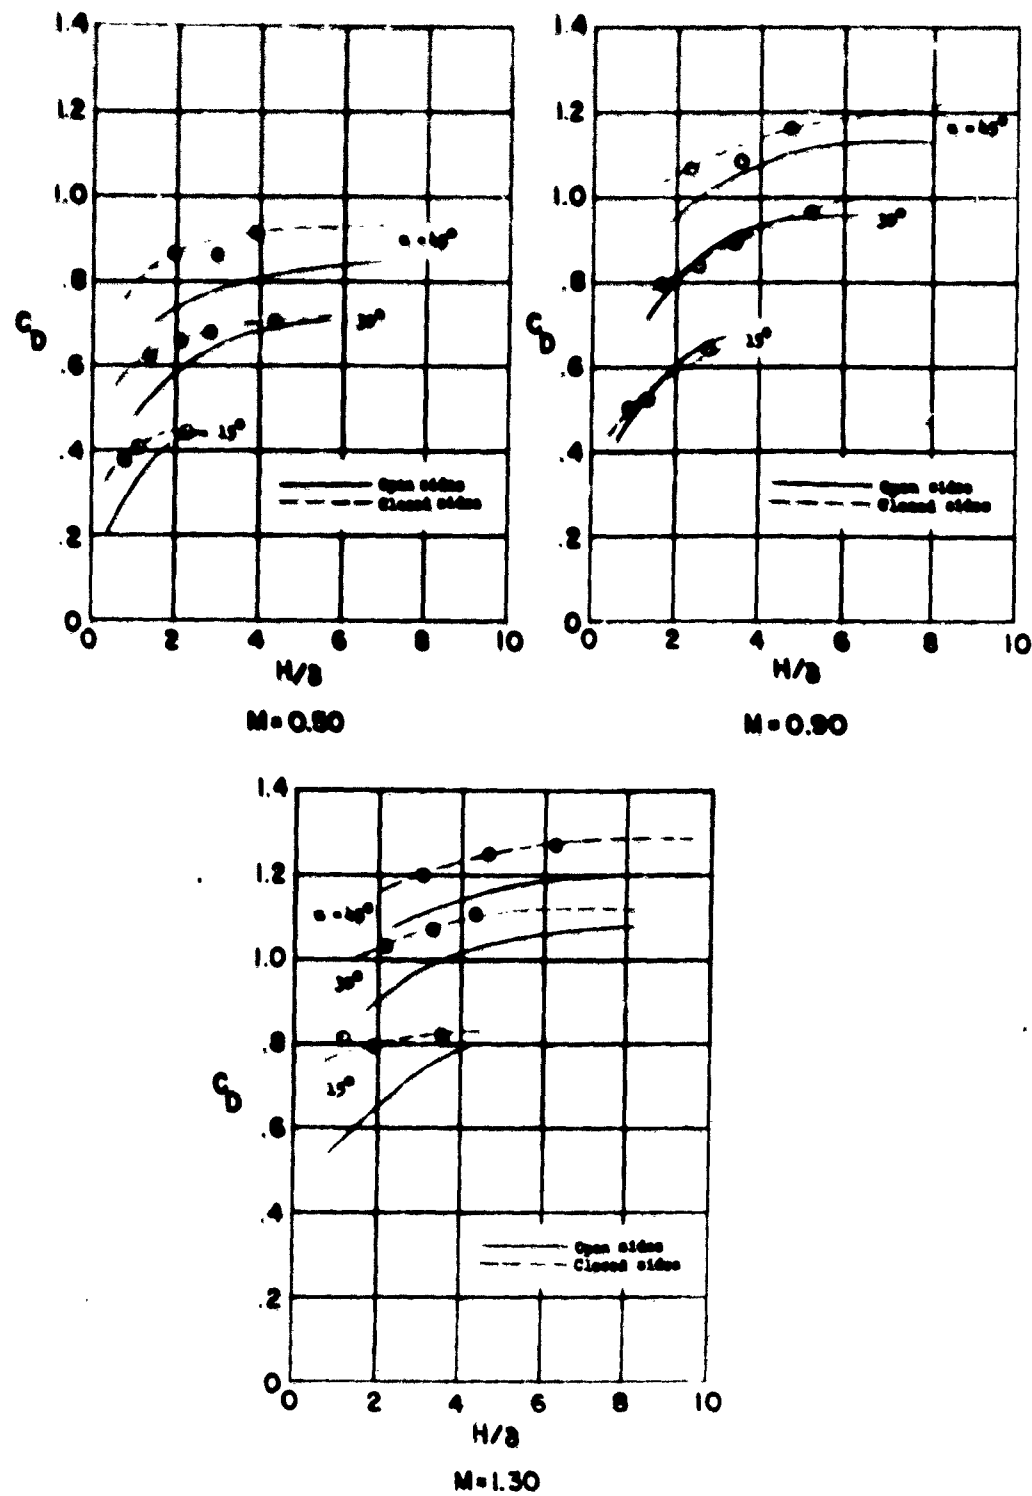 1.4
1.2
1.0
.8
.6
.4
.2
0
C_D
α = 45°
30°
15°
Open sides
Closed sides
0 2 4 6 8 10
H/δ
M = 0.80
1.4
1.2
1.0
.8
.6
.4
.2
0
C_D
α = 45°
30°
15°
Open sides
Closed sides
0 2 4 6 8 10
H/δ
M = 0.90
1.4
1.2
1.0
.8
.6
.4
.2
0
C_D
α = 45°
30°
15°
Open sides
Closed sides
0 2 4 6 8 10
H/δ
M = 1.30